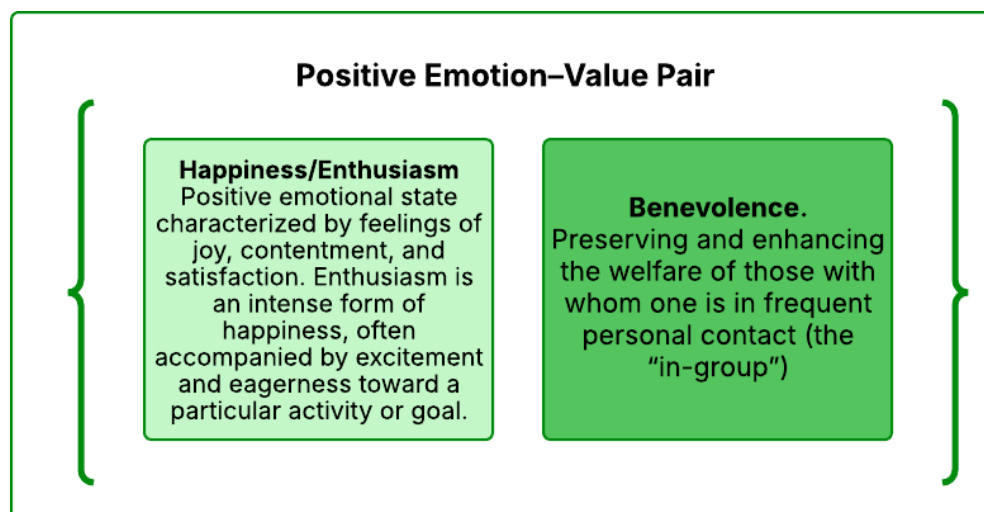 Positive Emotion–Value Pair
Happiness/Enthusiasm
Positive emotional state
characterized by feelings of
joy, contentment, and
satisfaction. Enthusiasm is
an intense form of
happiness, often
accompanied by excitement
and eagerness toward a
particular activity or goal.
Benevolence.
Preserving and enhancing
the welfare of those with
whom one is in frequent
personal contact (the
“in-group”)